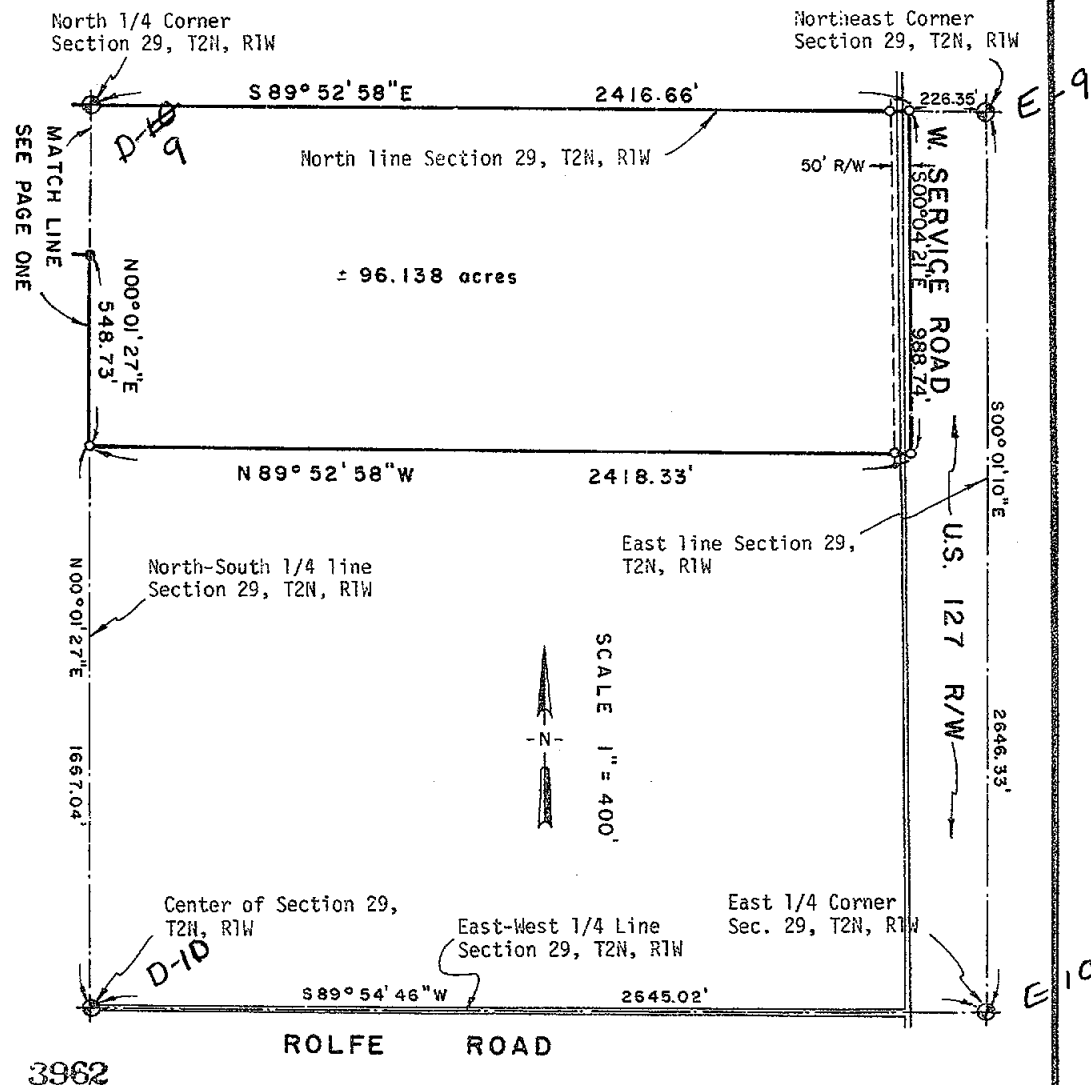 North 1/4 Corner
Section 29, T2N, R1W
Northeast Corner
Section 29, T2N, R1W
E-9
S 89° 52' 58" E
2416.66'
226.35'
D-10
9
North line Section 29, T2N, R1W
50' R/W
MATCH LINE
SEE PAGE ONE
W. SERVICE ROAD
S00° 04' 21" E
988.74'
± 96.138 acres
N00° 01' 27" E
548.73'
N 89° 52' 58" W
2418.33'
S00° 01' 10" E
2646.33'
East line Section 29,
T2N, R1W
U.S. 127 R/W
North-South 1/4 line
Section 29, T2N, R1W
N00° 01' 27" E
1667.04'
SCALE 1" = 400'
-N-
Center of Section 29,
T2N, R1W
D-10
East-West 1/4 Line
Section 29, T2N, R1W
East 1/4 Corner
Sec. 29, T2N, R1W
E-10
S89° 54' 46" W
2645.02'
ROLFE ROAD
3962